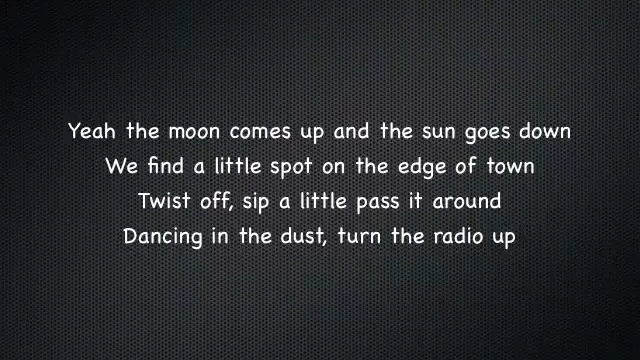 Yeah the moon comes up and the sun goes down
We find a little spot on the edge of town
Twist off, sip a little pass it around
Dancing in the dust, turn the radio up